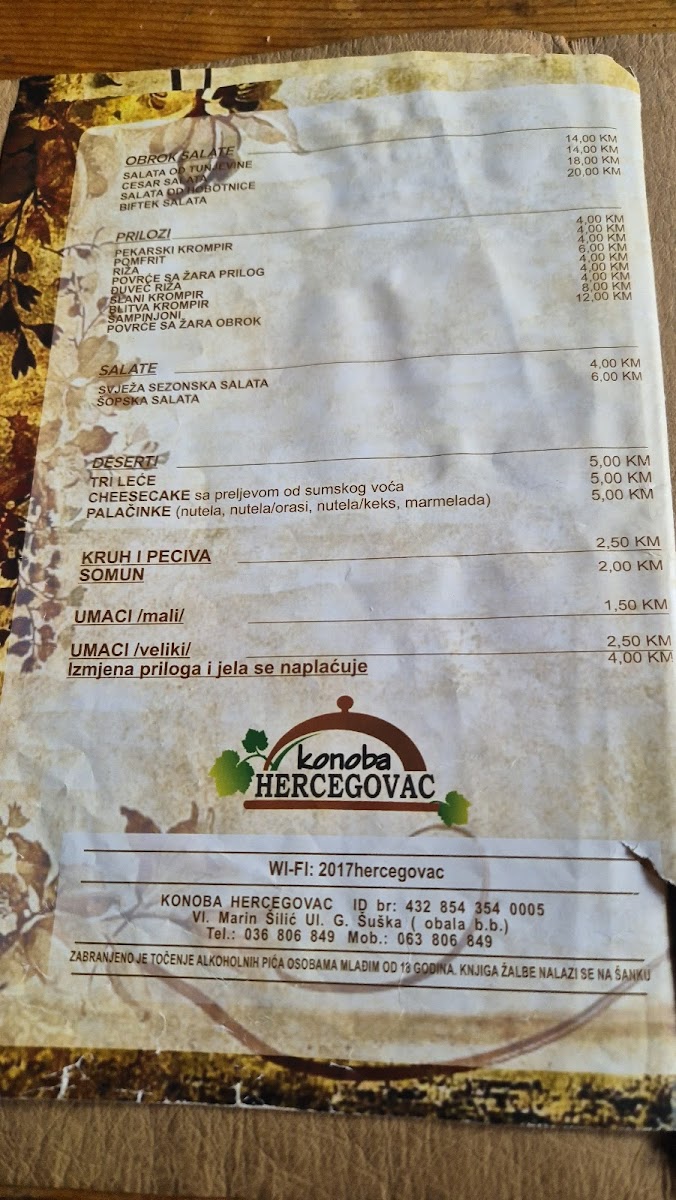 OBROK SALATE
SALATA OD TUNJEVINE 14,00 KM
CESAR SALATA 14,00 KM
SALATA OD HOBOTNICE 18,00 KM
BIFTEK SALATA 20,00 KM
PRILOZI
PEKARSKI KROMPIR 4,00 KM
POMFRIT 4,00 KM
RIŽA 4,00 KM
POVRĆE SA ŽARA PRILOG 6,00 KM
ĐUVEČ RIŽA 4,00 KM
SLANI KROMPIR 4,00 KM
BLITVA KROMPIR 4,00 KM
ŠAMPINJONI 8,00 KM
POVRĆE SA ŽARA OBROK 12,00 KM
SALATE
SVJEŽA SEZONSKA SALATA 4,00 KM
ŠOPSKA SALATA 6,00 KM
DESERTI
TRI LEĆE 5,00 KM
CHEESECAKE sa preljevom od sumskog voća 5,00 KM
PALAČINKE (nutela, nutela/orasi, nutela/keks, marmelada) 5,00 KM
KRUH I PECIVA 2,50 KM
SOMUN 2,00 KM
UMACI /mali/ 1,50 KM
UMACI /veliki/ 2,50 KM
Izmjena priloga i jela se naplaćuje 4,00 KM
konoba
HERCEGOVAC
WI-FI: 2017hercegovac
KONOBA HERCEGOVAC ID br: 432 854 354 0005
Vl. Marin Šilić Ul. G. Šuška ( obala b.b.)
Tel.: 036 806 849 Mob.: 063 806 849
ZABRANJENO JE TOČENJE ALKOHOLNIH PIĆA OSOBAMA MLAĐIM OD 18 GODINA. KNJIGA ŽALBE NALAZI SE NA ŠANKU